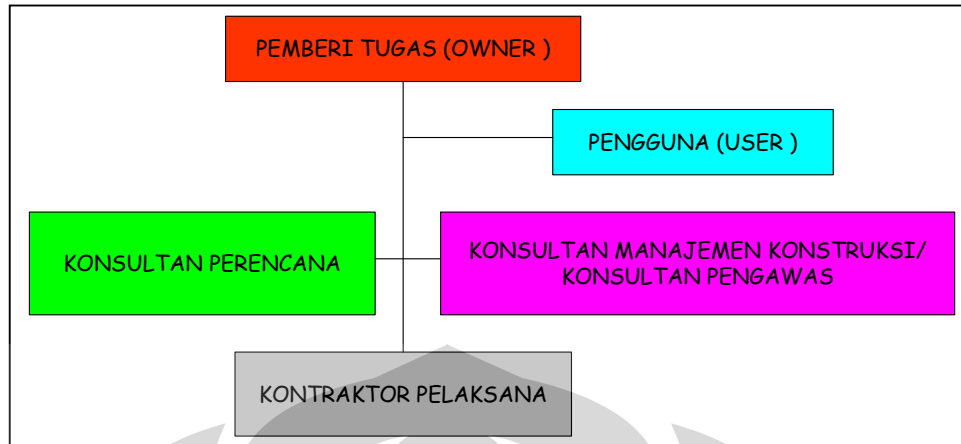 PEMBERI TUGAS (OWNER )
PENGGUNA (USER )
KONSULTAN PERENCANA
KONSULTAN MANAJEMEN KONSTRUKSI/
KONSULTAN PENGAWAS
KONTRAKTOR PELAKSANA